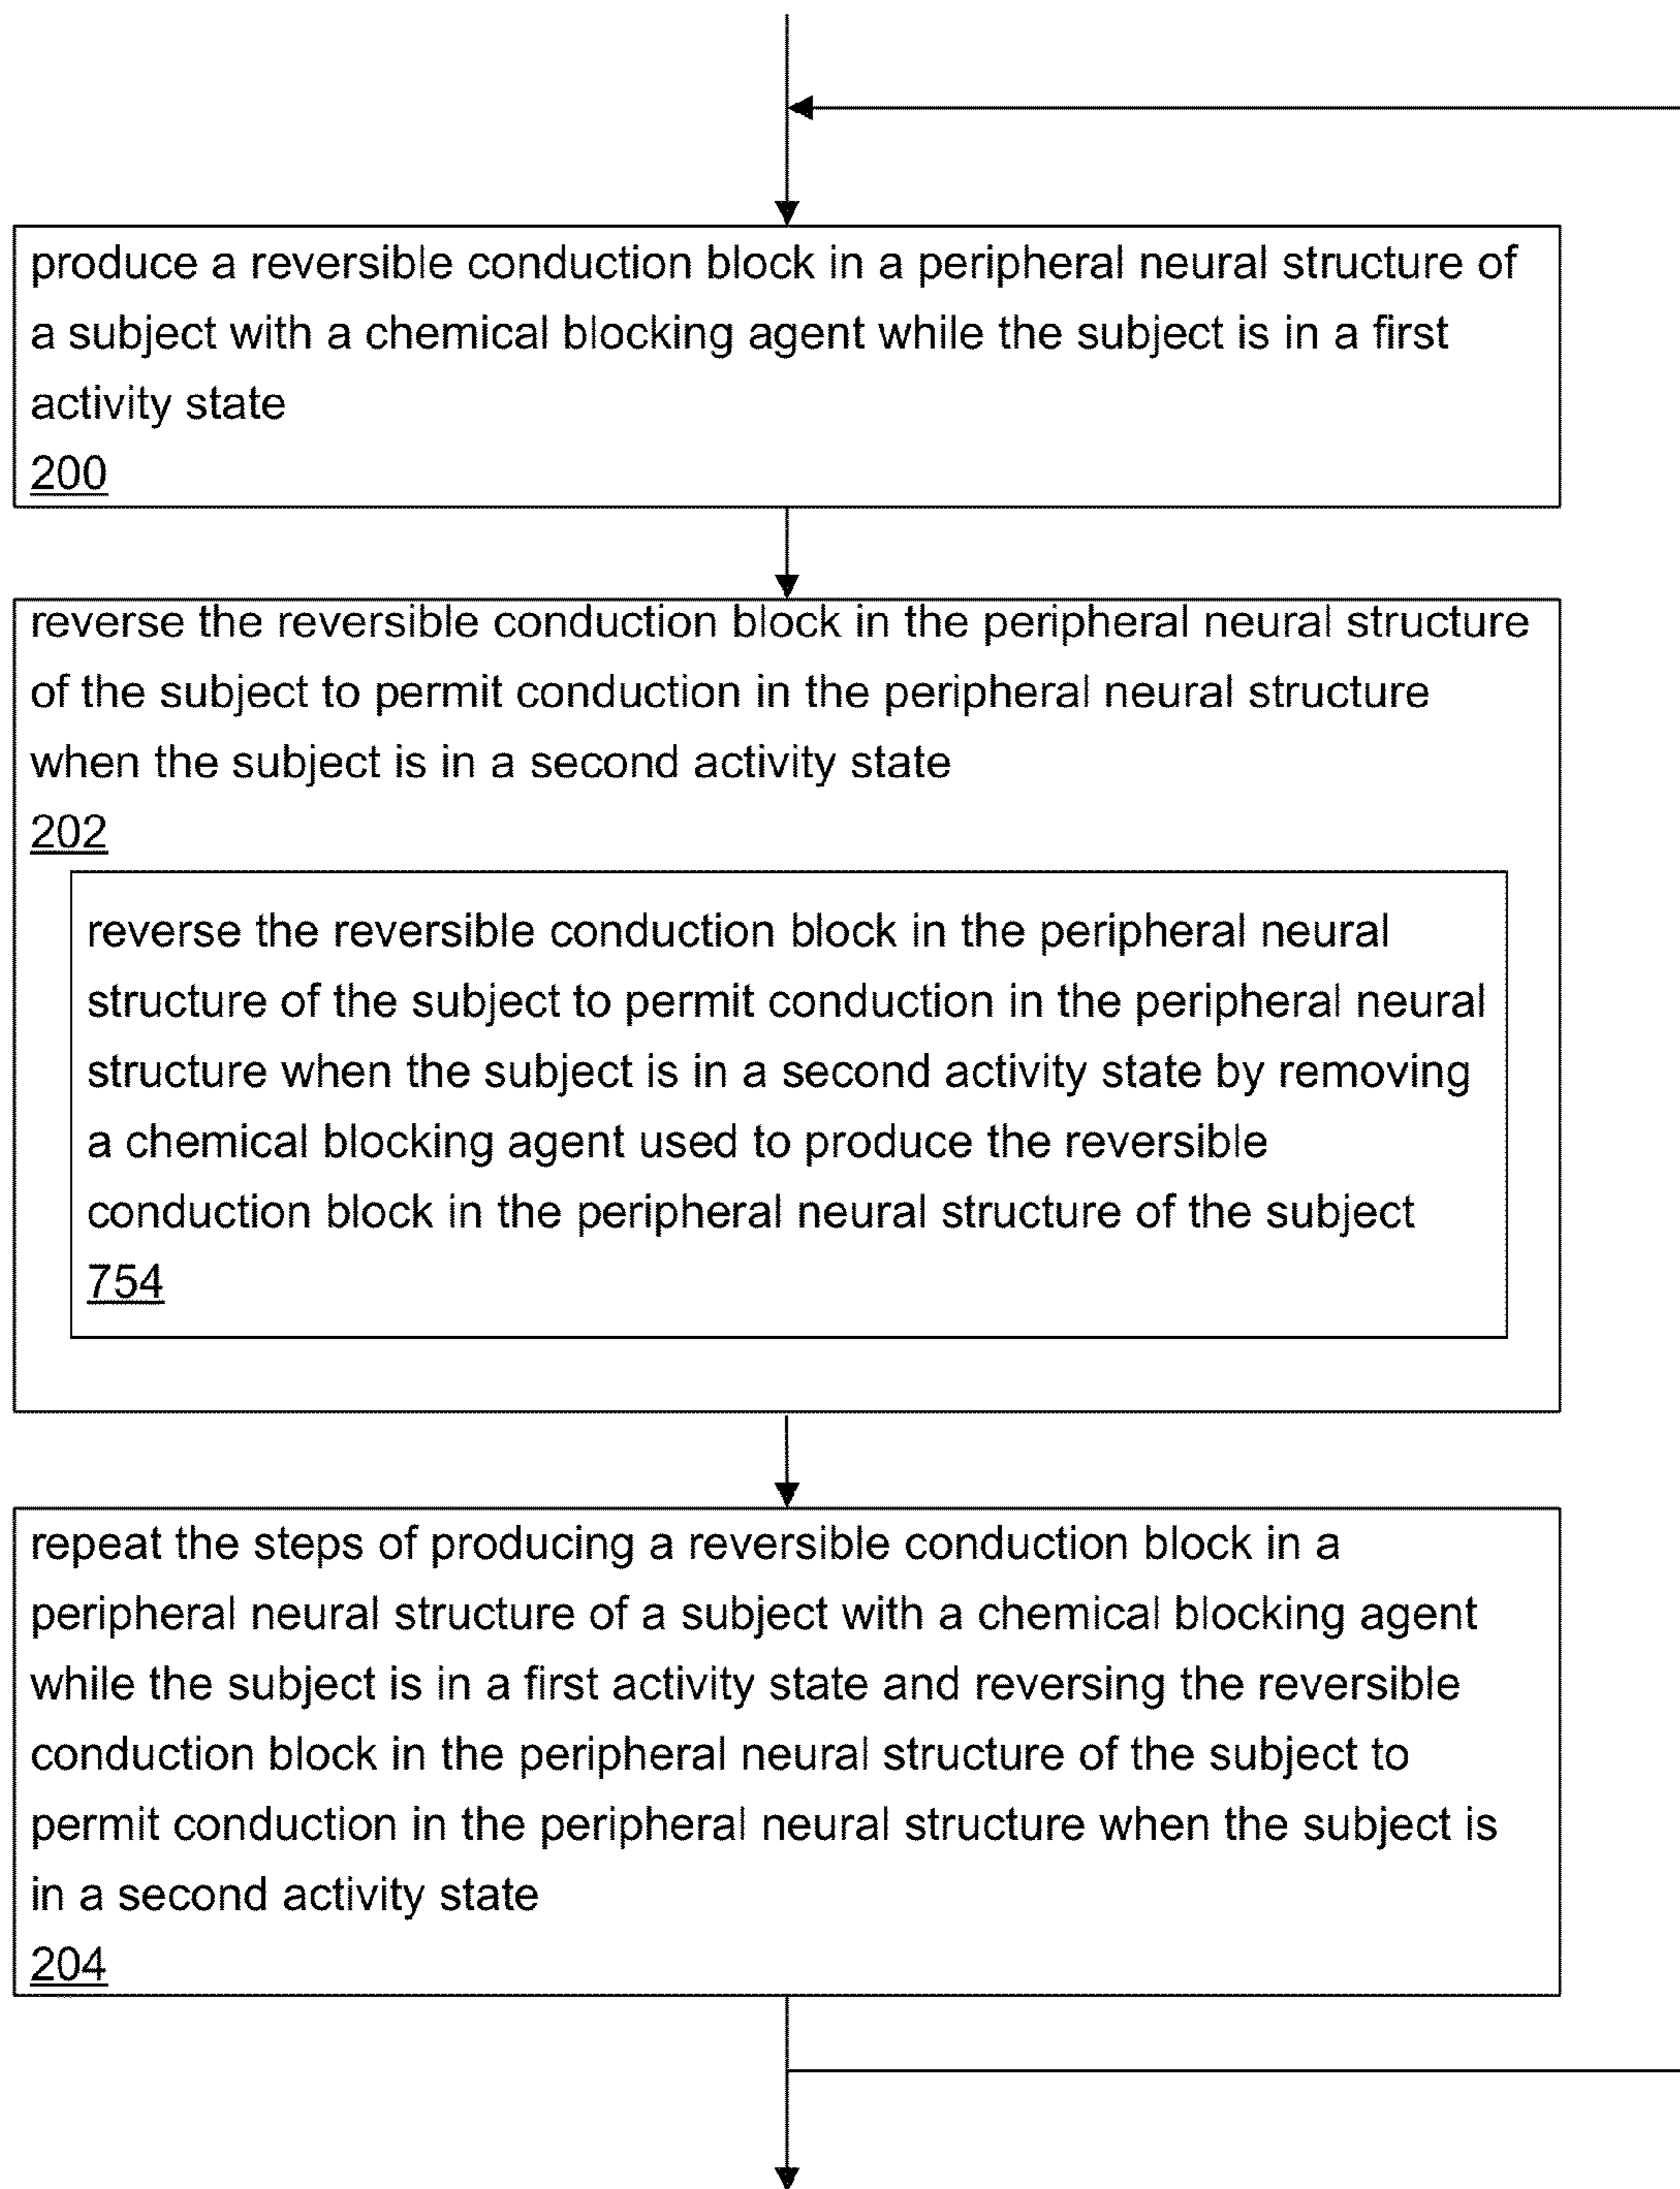 produce a reversible conduction block in a peripheral neural structure of
a subject with a chemical blocking agent while the subject is in a first
activity state
200
reverse the reversible conduction block in the peripheral neural structure
of the subject to permit conduction in the peripheral neural structure
when the subject is in a second activity state
202
reverse the reversible conduction block in the peripheral neural
structure of the subject to permit conduction in the peripheral neural
structure when the subject is in a second activity state by removing
a chemical blocking agent used to produce the reversible
conduction block in the peripheral neural structure of the subject
754
repeat the steps of producing a reversible conduction block in a
peripheral neural structure of a subject with a chemical blocking agent
while the subject is in a first activity state and reversing the reversible
conduction block in the peripheral neural structure of the subject to
permit conduction in the peripheral neural structure when the subject is
in a second activity state
204